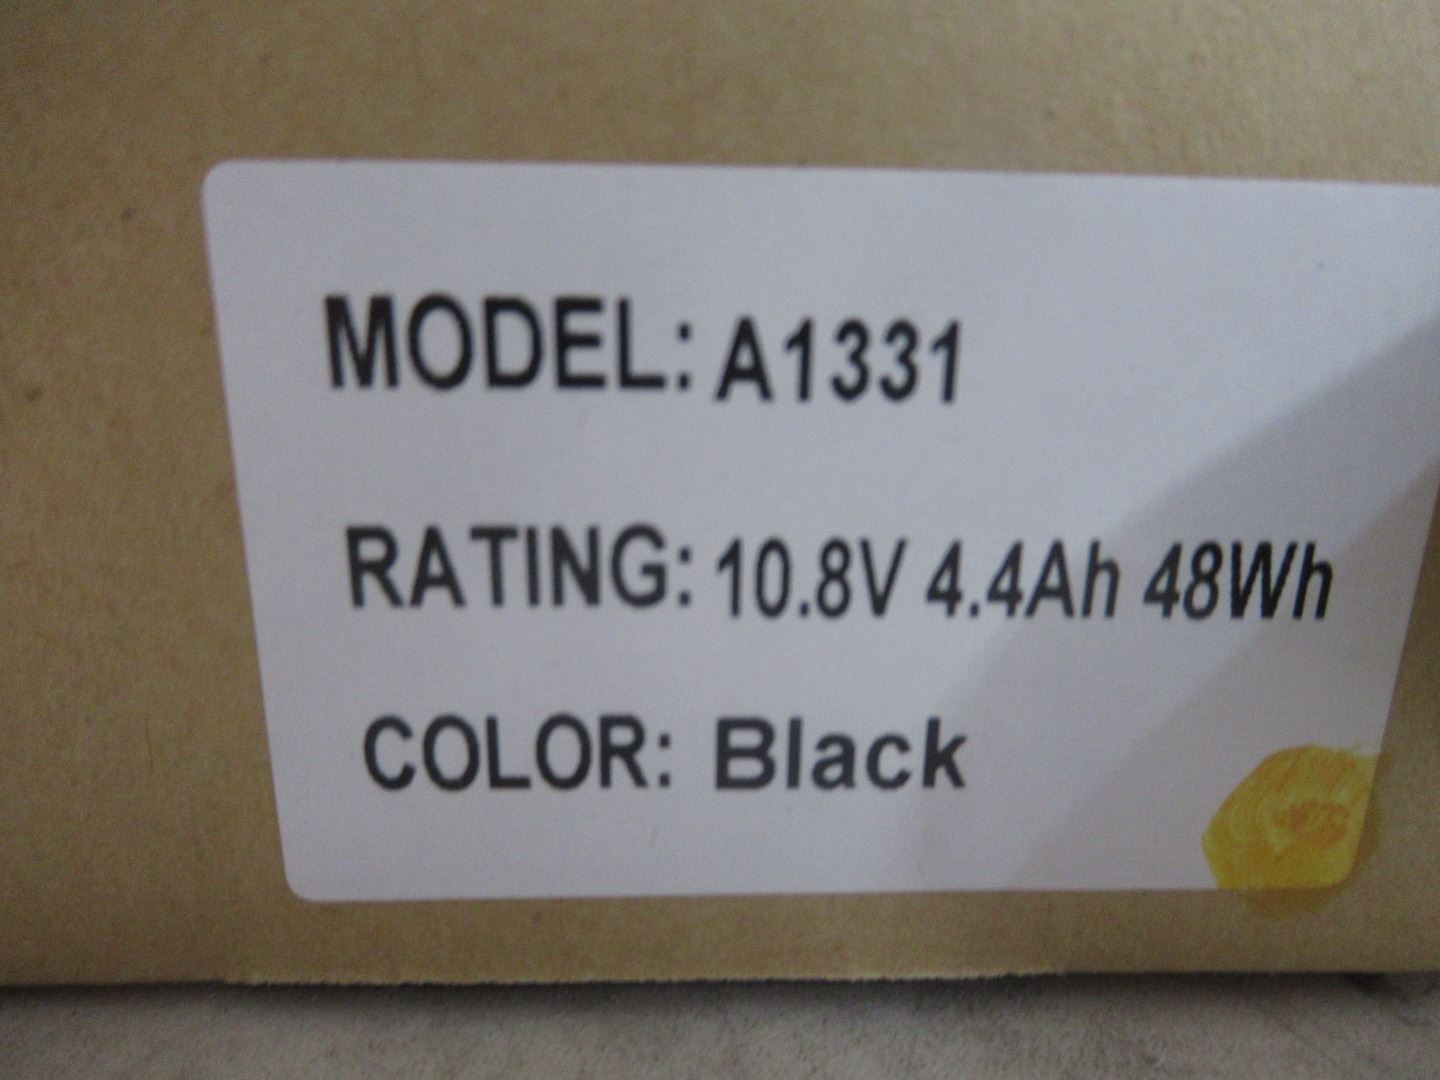 MODEL: A1331
RATING: 10.8V 4.4Ah 48Wh
COLOR: Black